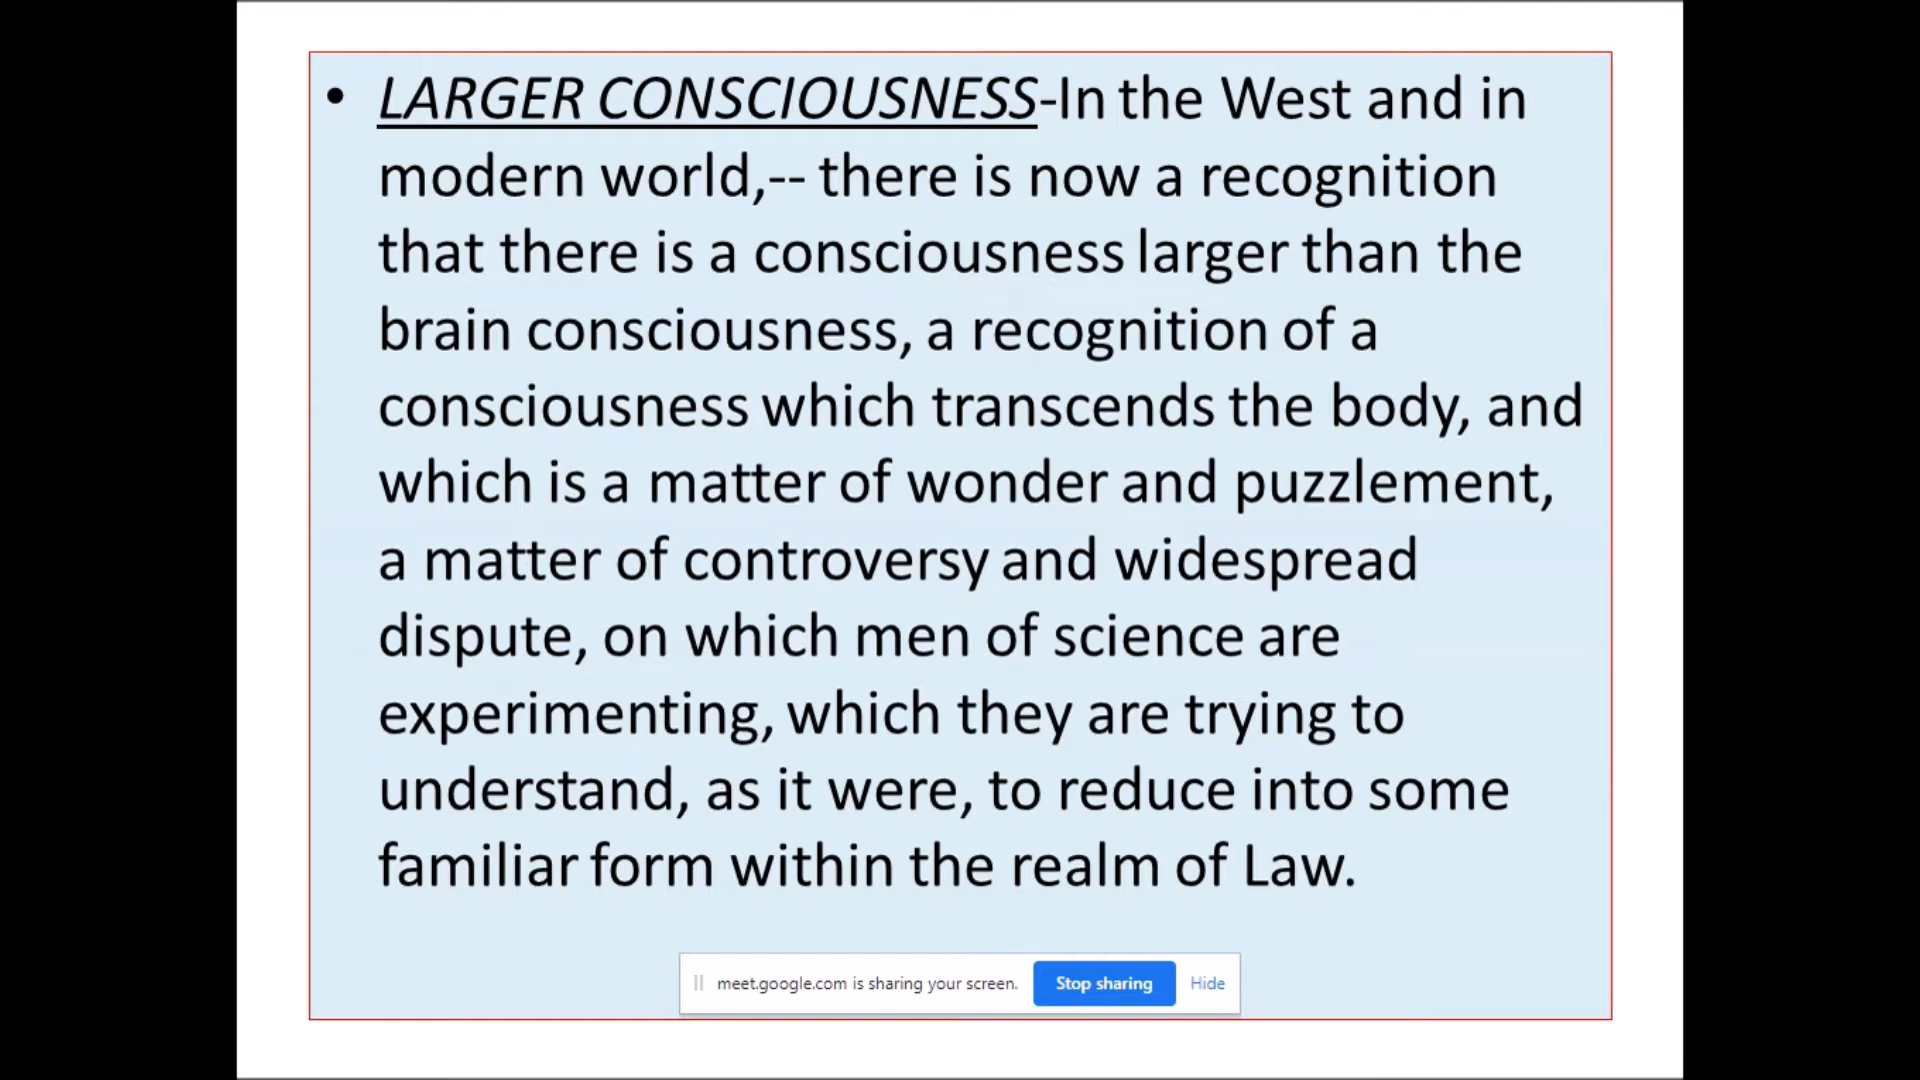 • LARGER CONSCIOUSNESS-In the West and in
modern world,-- there is now a recognition
that there is a consciousness larger than the
brain consciousness, a recognition of a
consciousness which transcends the body, and
which is a matter of wonder and puzzlement,
a matter of controversy and widespread
dispute, on which men of science are
experimenting, which they are trying to
understand, as it were, to reduce into some
familiar form within the realm of Law.
meet.google.com is sharing your screen. Stop sharing Hide